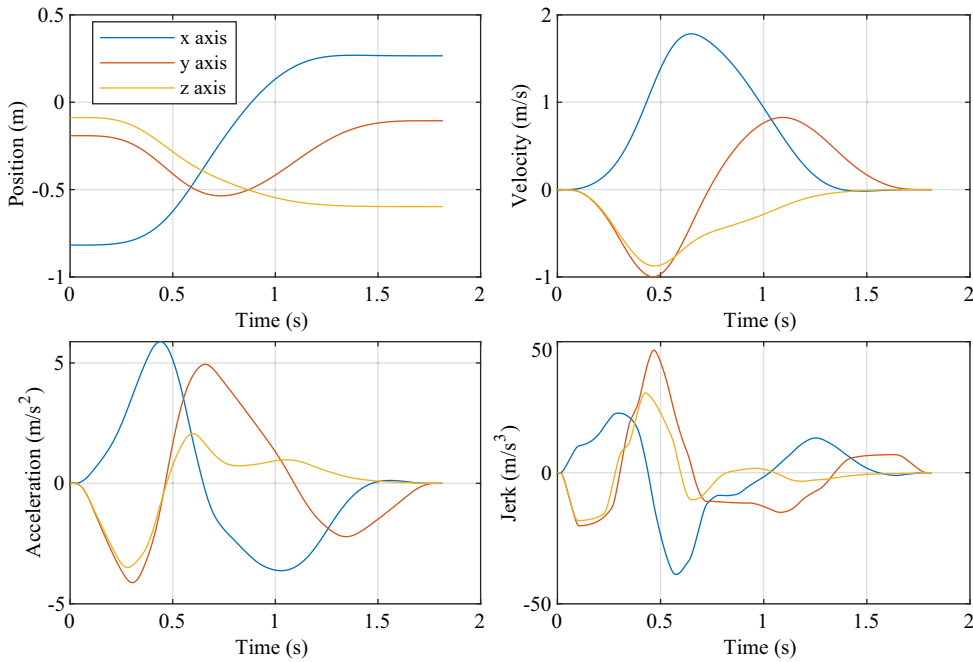 0.5
0
-0.5
-1
Position (m)
x axis
y axis
z axis
0 0.5 1 1.5 2
Time (s)
2
1
0
-1
Velocity (m/s)
0 0.5 1 1.5 2
Time (s)
5
0
-5
Acceleration (m/s²)
0 0.5 1 1.5 2
Time (s)
50
0
-50
Jerk (m/s³)
0 0.5 1 1.5 2
Time (s)